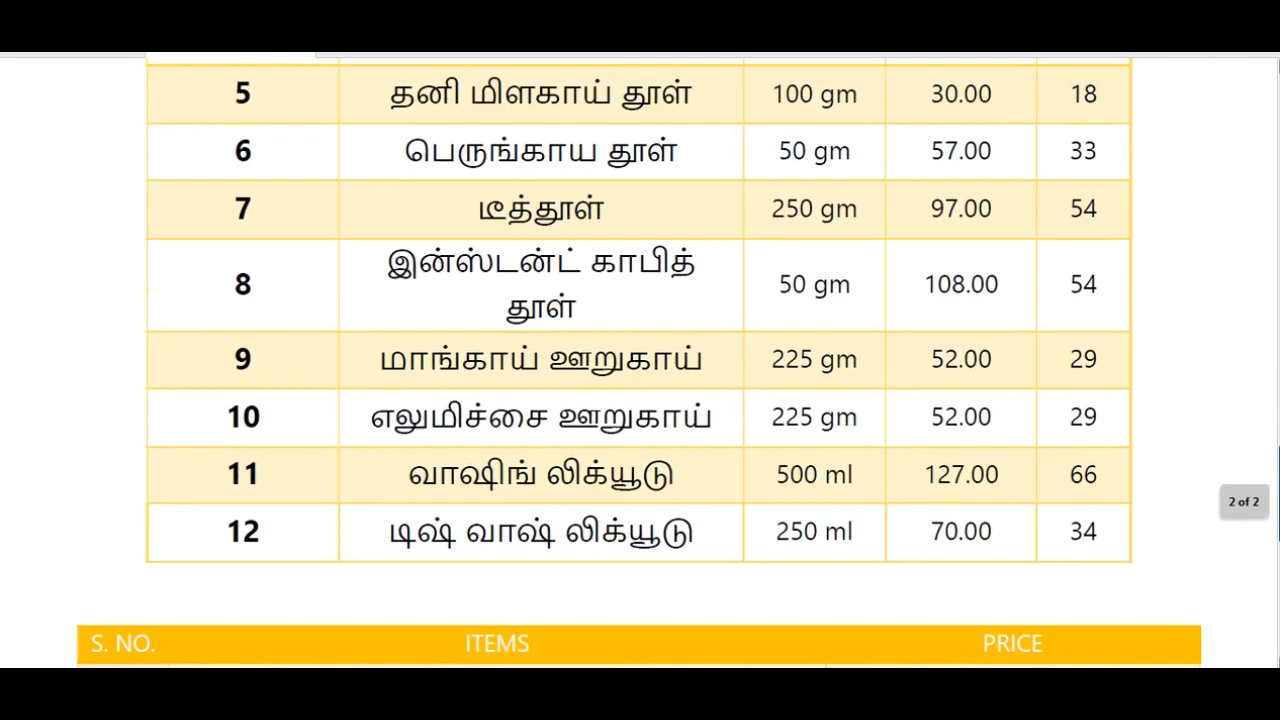 5 தனி மிளகாய் தூள் 100 gm 30.00 18
6 பெருங்காய தூள் 50 gm 57.00 33
7 டீத்தூள் 250 gm 97.00 54
8 இன்ஸ்டன்ட் காபித் தூள் 50 gm 108.00 54
9 மாங்காய் ஊறுகாய் 225 gm 52.00 29
10 எலுமிச்சை ஊறுகாய் 225 gm 52.00 29
11 வாஷிங் லிக்யூடு 500 ml 127.00 66
12 டிஷ் வாஷ் லிக்யூடு 250 ml 70.00 34
2 of 2
S. NO. ITEMS PRICE